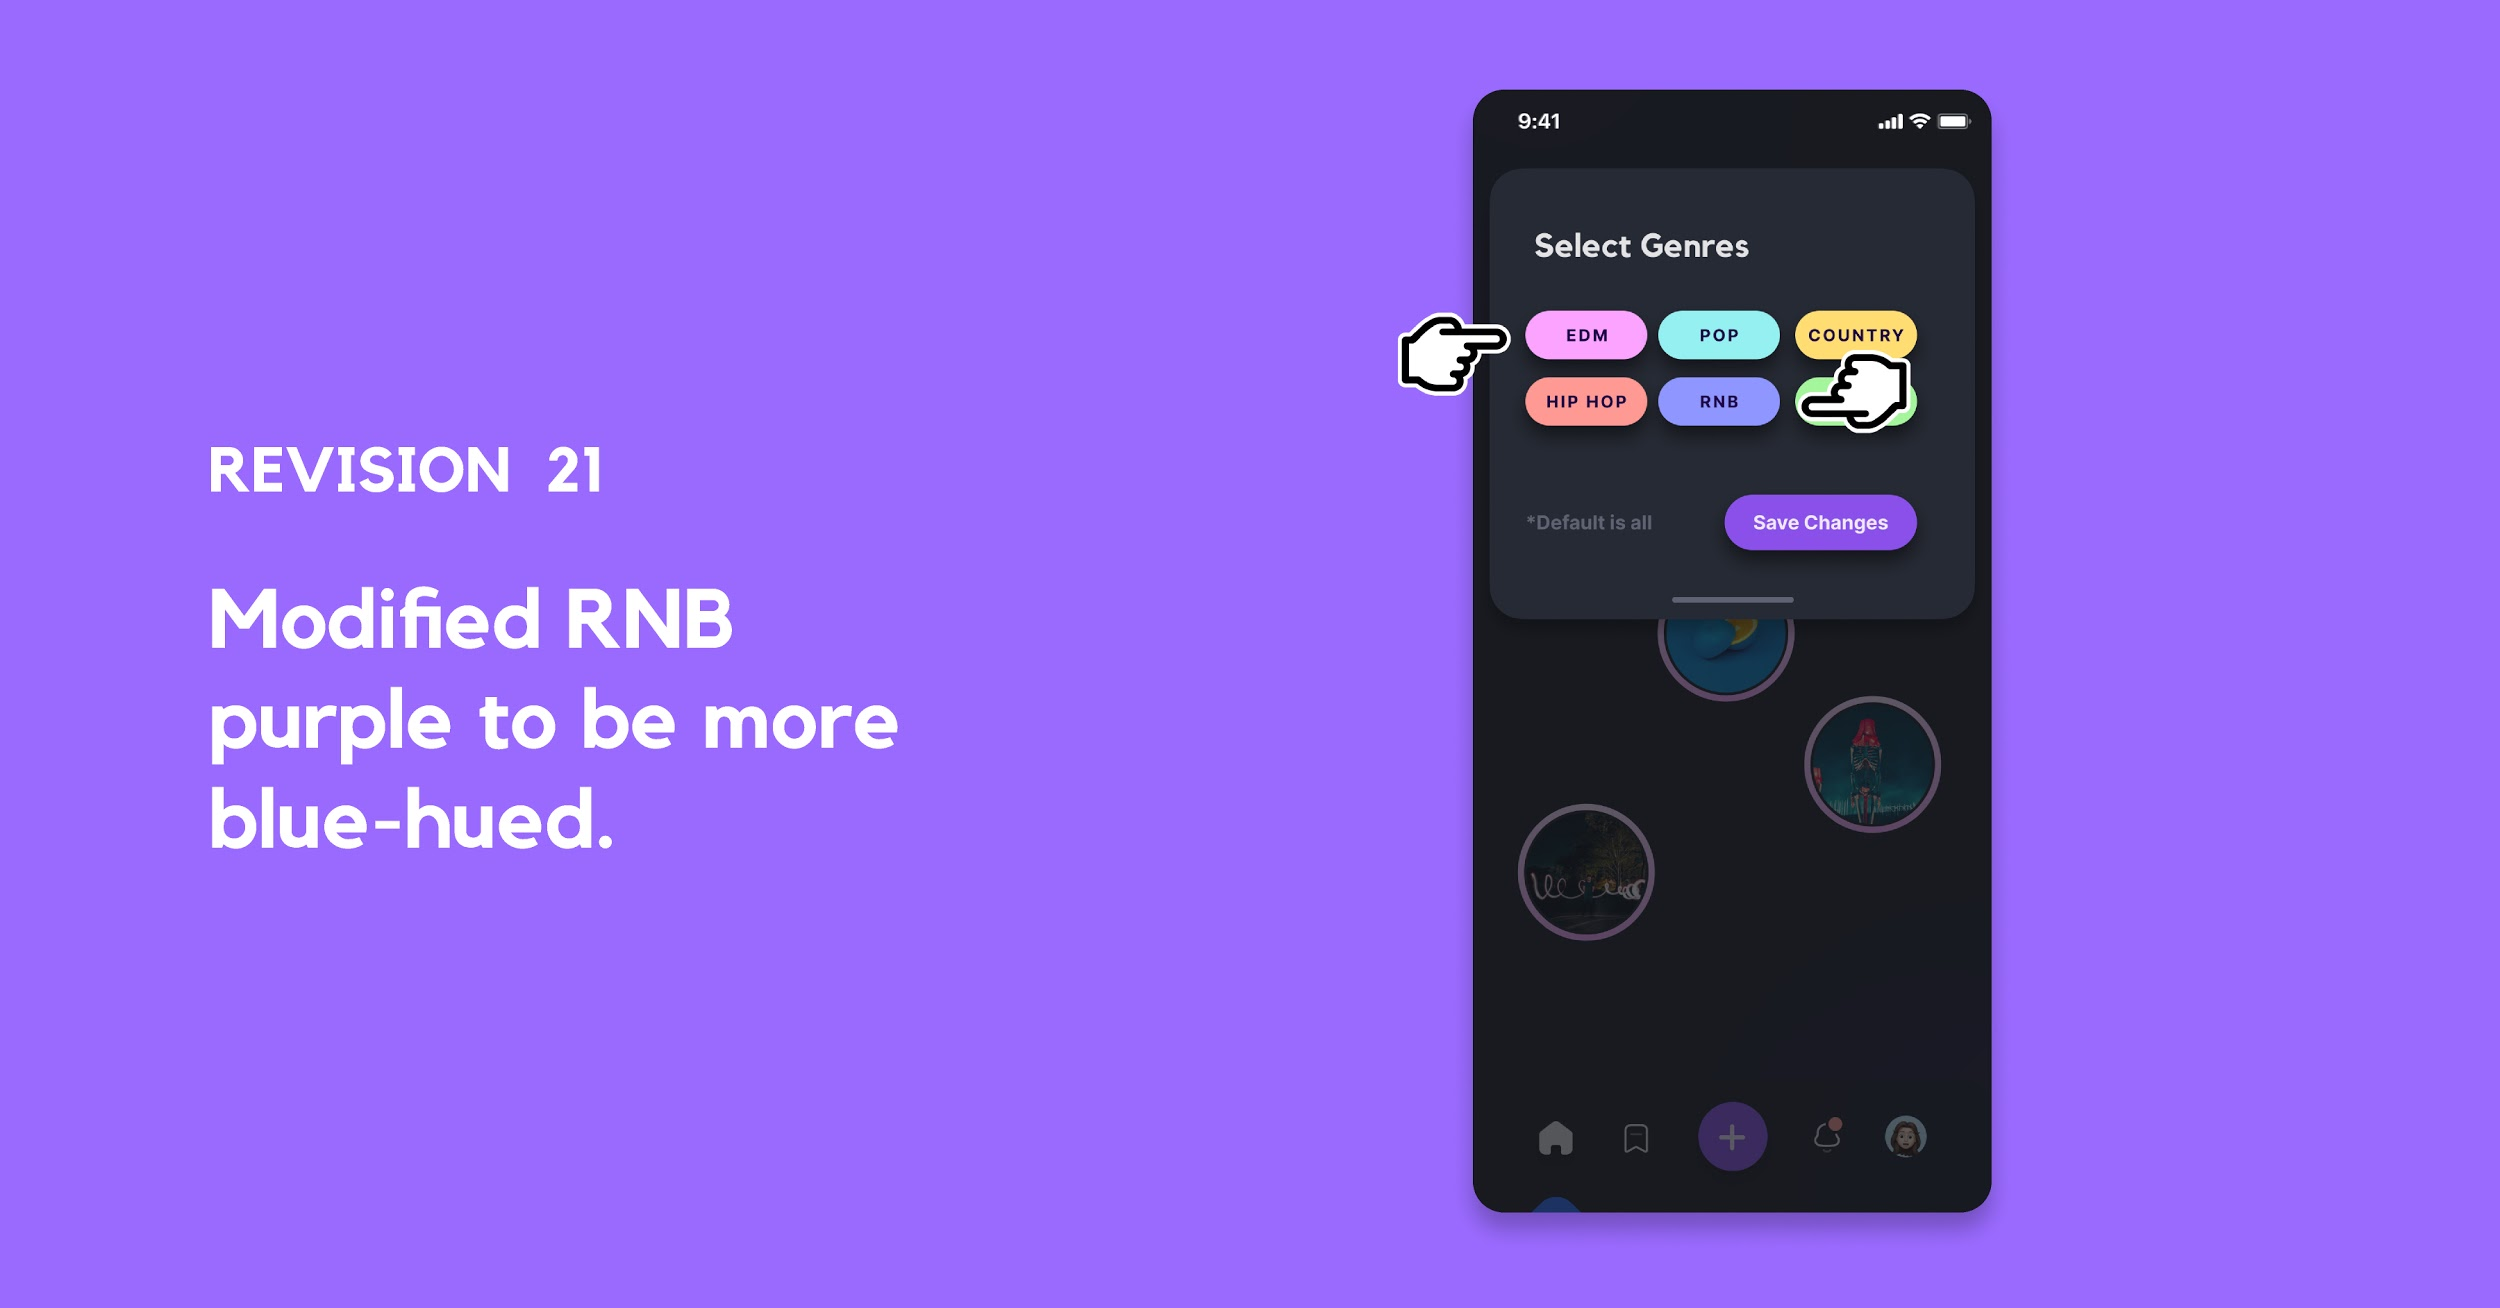 REVISION 21
Modified RNB
purple to be more
blue-hued.
9:41
Select Genres
EDM POP COUNTRY
HIP HOP RNB
*Default is all Save Changes